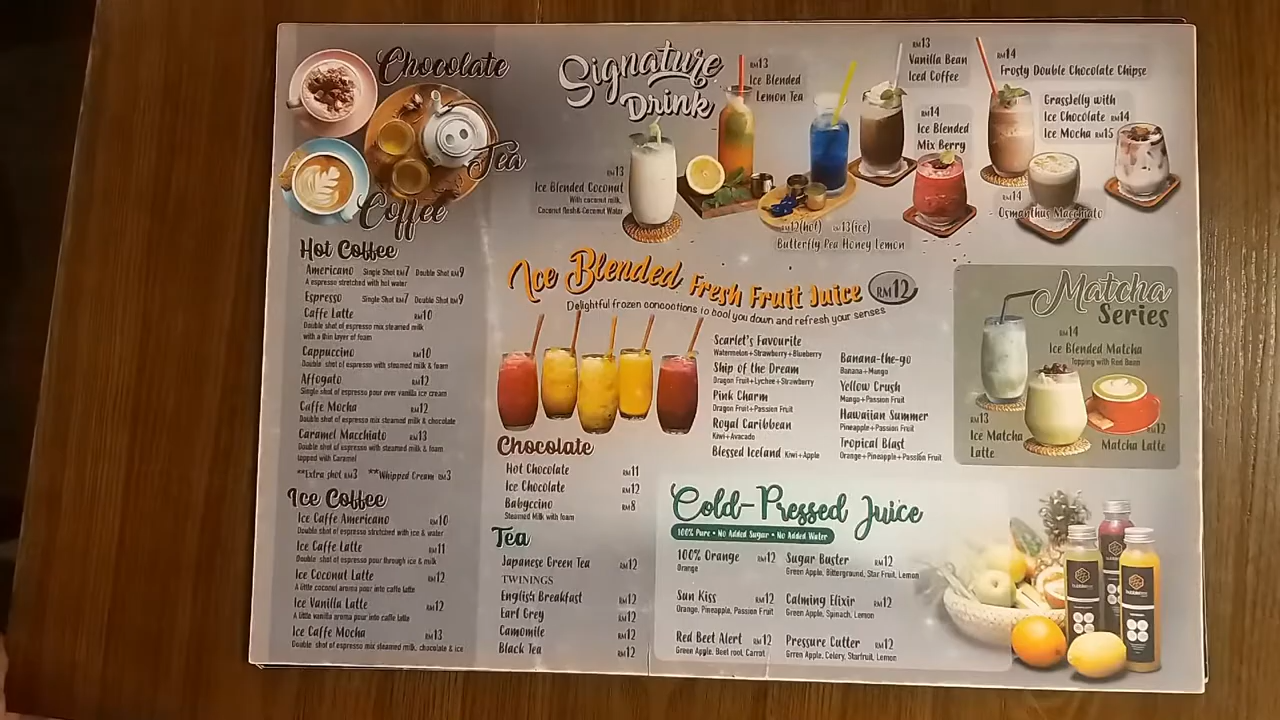 Chocolate
Tea
Coffee
Hot Coffee
Americano Single Shot RM7 Double Shot RM9
A espresso stretched with hot water
Espresso Single Shot RM7 Double Shot RM9
Caffe Latte RM10
Double shot of espresso mix steamed milk
with a thin layer of foam
Cappuccino RM10
Double shot of espresso with steamed milk & foam
Affogato RM12
Single shot of espresso pour over vanilla ice cream
Caffe Mocha RM12
Double shot of espresso mix steamed milk & chocolate
Caramel Macchiato RM13
Double shot of espresso with steamed milk & foam
topped with Caramel
**Extra shot RM3 **Whipped Cream RM3
Ice Coffee
Ice Caffe Americano RM10
Double shot of espresso stretched with ice & water
Ice Caffe Latte RM11
Double shot of espresso pour through ice & milk
Ice Coconut Latte RM12
A little coconut aroma pour into caffe latte
Ice Vanilla Latte RM12
A little vanilla aroma pour into caffe latte
Ice Caffe Mocha RM13
Double shot of espresso mix steamed milk, chocolate & ice
Signature
Drink
RM13
Ice Blended Coconut
With coconut milk,
Coconut flesh & Coconut Water
RM13
Ice Blended
Lemon Tea
RM12(hot) RM13(ice)
Butterfly Pea Honey Lemon
RM13
Vanilla Bean
Iced Coffee
RM14
Ice Blended
Mix Berry
RM14
Frosty Double Chocolate Chipse
GrassJelly with
Ice Chocolate RM14
Ice Mocha RM15
RM14
Osmanthus Macchiato
Ice Blended Fresh Fruit Juice RM12
Delightful frozen concoctions to cool you down and refresh your senses
Scarlet's Favourite
Watermelon+Strawberry+Blueberry
Ship of the Dream
Dragon Fruit+Lychee+Strawberry
Pink Charm
Dragon Fruit+Passion Fruit
Royal Caribbean
Kiwi+Avocado
Blessed Iceland Kiwi+Apple
Banana-the-go
Banana+Mango
Yellow Crush
Mango+Passion Fruit
Hawaiian Summer
Pineapple+Passion Fruit
Tropical Blast
Orange+Pineapple+Passion Fruit
Matcha
Series
RM14
Ice Blended Matcha
Topping with Red Bean
RM13
Ice Matcha
Latte
RM12
Matcha Latte
Chocolate
Hot Chocolate RM11
Ice Chocolate RM12
Babyccino RM8
Steamed Milk with foam
Tea
Japanese Green Tea RM12
TWININGS
English Breakfast RM12
Earl Grey RM12
Camomile RM12
Black Tea RM12
Cold-Pressed Juice
100% Pure • No Added Sugar • No Added Water
100% Orange RM12
Orange
Sun Kiss RM12
Orange, Pineapple, Passion Fruit
Red Beet Alert RM12
Green Apple, Beet root, Carrot
Sugar Buster RM12
Green Apple, Bitterground, Star Fruit, Lemon
Calming Elixir RM12
Green Apple, Spinach, Lemon
Pressure Cutter RM12
Grren Apple, Celery, Starfruit, Lemon